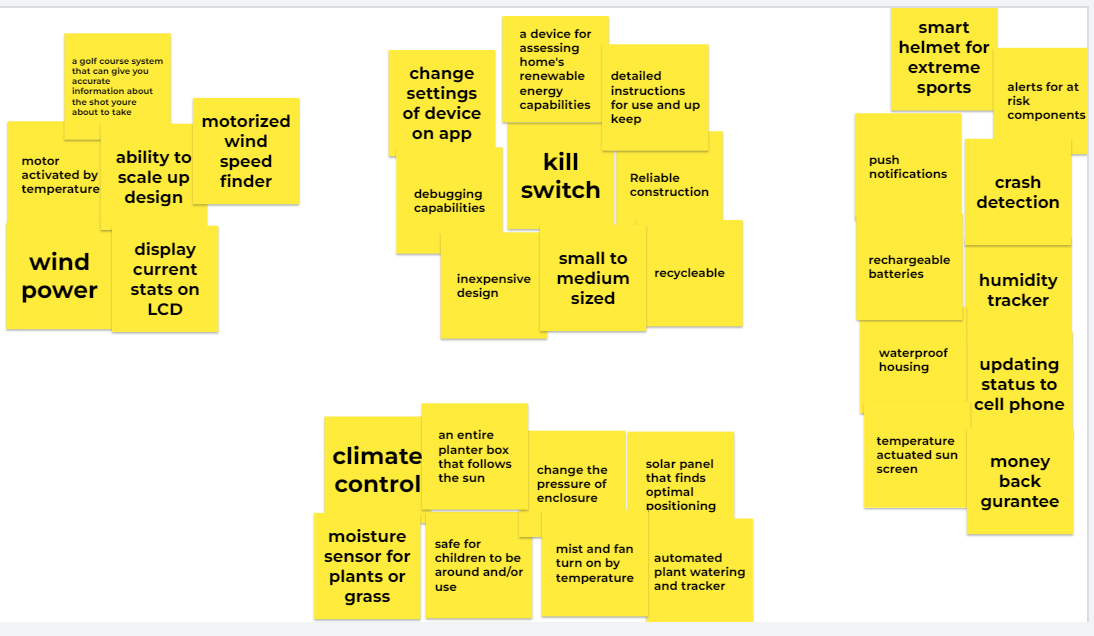 a golf course system
that can give you
accurate
information about
the shot youre
about to take
motor
activated by
temperature
ability to
scale up
design
motorized
wind
speed
finder
wind
power
display
current
stats on
LCD
change
settings
of device
on app
a device for
assessing
home's
renewable
energy
capabilities
detailed
instructions
for use and up
keep
debugging
capabilities
kill
switch
Reliable
construction
inexpensive
design
small to
medium
sized
recycleable
smart
helmet for
extreme
sports
alerts for at
risk
components
push
notifications
crash
detection
rechargeable
batteries
humidity
tracker
waterproof
housing
updating
status to
cell phone
temperature
actuated sun
screen
money
back
gurantee
climate
control
an entire
planter box
that follows
the sun
change the
pressure of
enclosure
solar panel
that finds
optimal
positioning
moisture
sensor for
plants or
grass
safe for
children to be
around and/or
use
mist and fan
turn on by
temperature
automated
plant watering
and tracker